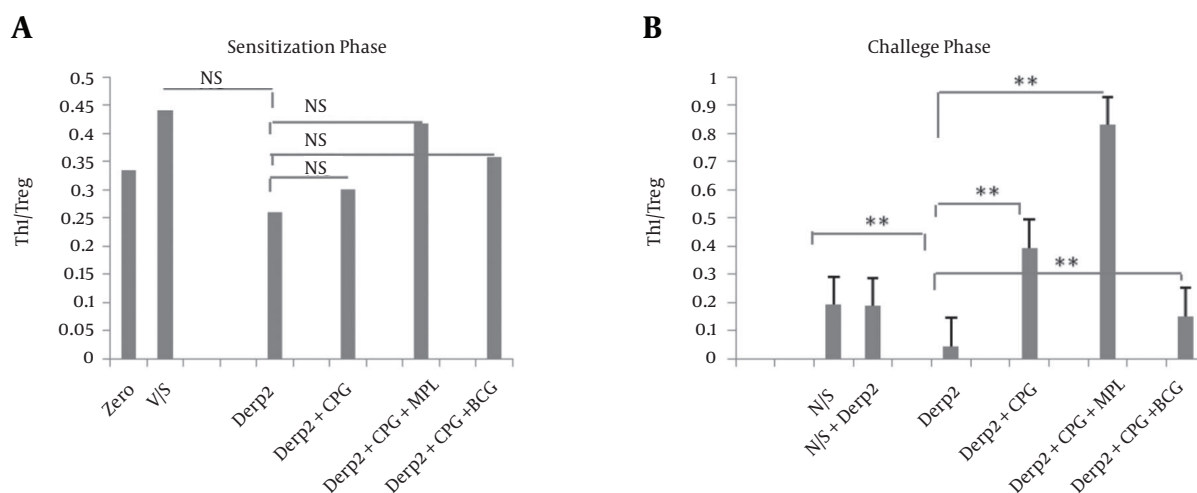 A
Sensitization Phase
Th1/Treg
0.5
0.45
0.4
0.35
0.3
0.25
0.2
0.15
0.1
0.05
0
NS
NS
NS
NS
Zero
V/S
Derp2
Derp2 + CPG
Derp2 + CPG + MPL
Derp2 + CPG +BCG
B
Challege Phase
Th1/Treg
1
0.9
0.8
0.7
0.6
0.5
0.4
0.3
0.2
0.1
0
**
**
**
**
N/S
N/S + Derp2
Derp2
Derp2 + CPG
Derp2 + CPG + MPL
Derp2 + CPG +BCG